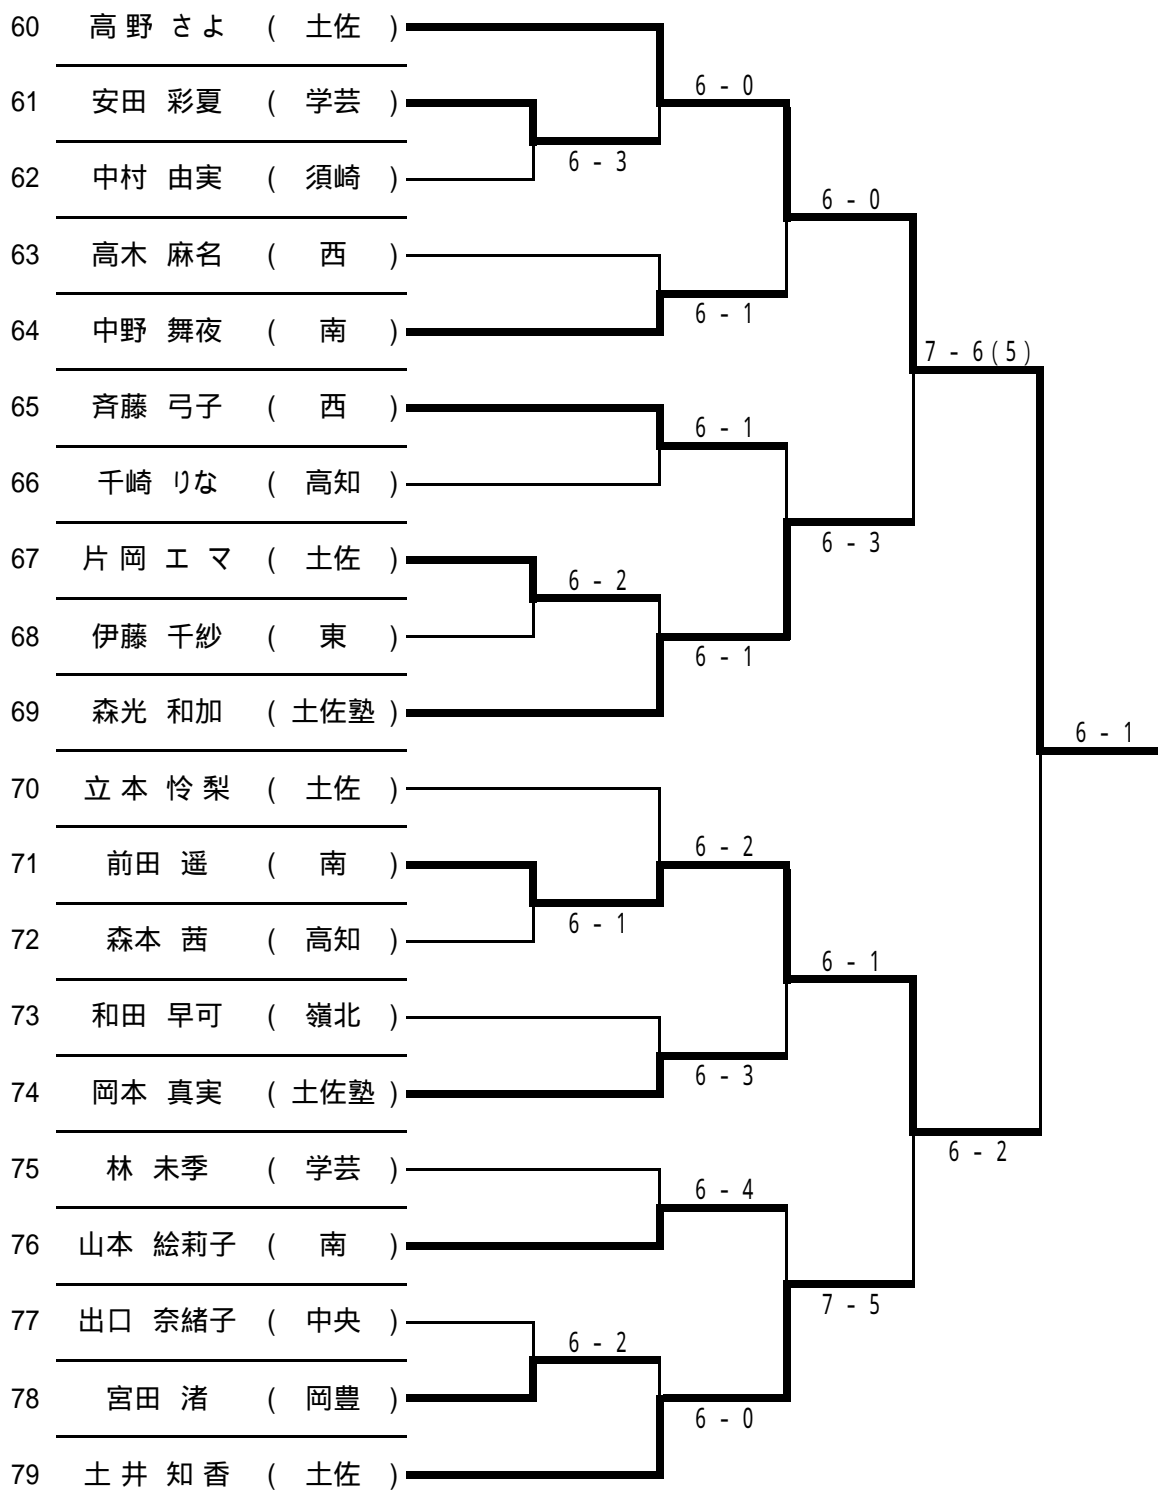 60 高野 さよ ( 土佐 )
6 - 0
61 安田 彩夏 ( 学芸 )
6 - 3
62 中村 由実 ( 須崎 )
6 - 0
63 高木 麻名 ( 西 )
6 - 1
64 中野 舞夜 ( 南 )
7 - 6 ( 5 )
65 斉藤 弓子 ( 西 )
6 - 1
66 千崎 りな ( 高知 )
6 - 3
67 片岡 エマ ( 土佐 )
6 - 2
68 伊藤 千紗 ( 東 )
6 - 1
69 森光 和加 ( 土佐塾 )
6 - 1
70 立本 怜梨 ( 土佐 )
6 - 2
71 前田 遥 ( 南 )
6 - 1
72 森本 茜 ( 高知 )
6 - 1
73 和田 早可 ( 嶺北 )
6 - 3
74 岡本 真実 ( 土佐塾 )
6 - 2
75 林 未季 ( 学芸 )
6 - 4
76 山本 絵莉子 ( 南 )
7 - 5
77 出口 奈緒子 ( 中央 )
6 - 2
78 宮田 渚 ( 岡豊 )
6 - 0
79 土井 知香 ( 土佐 )